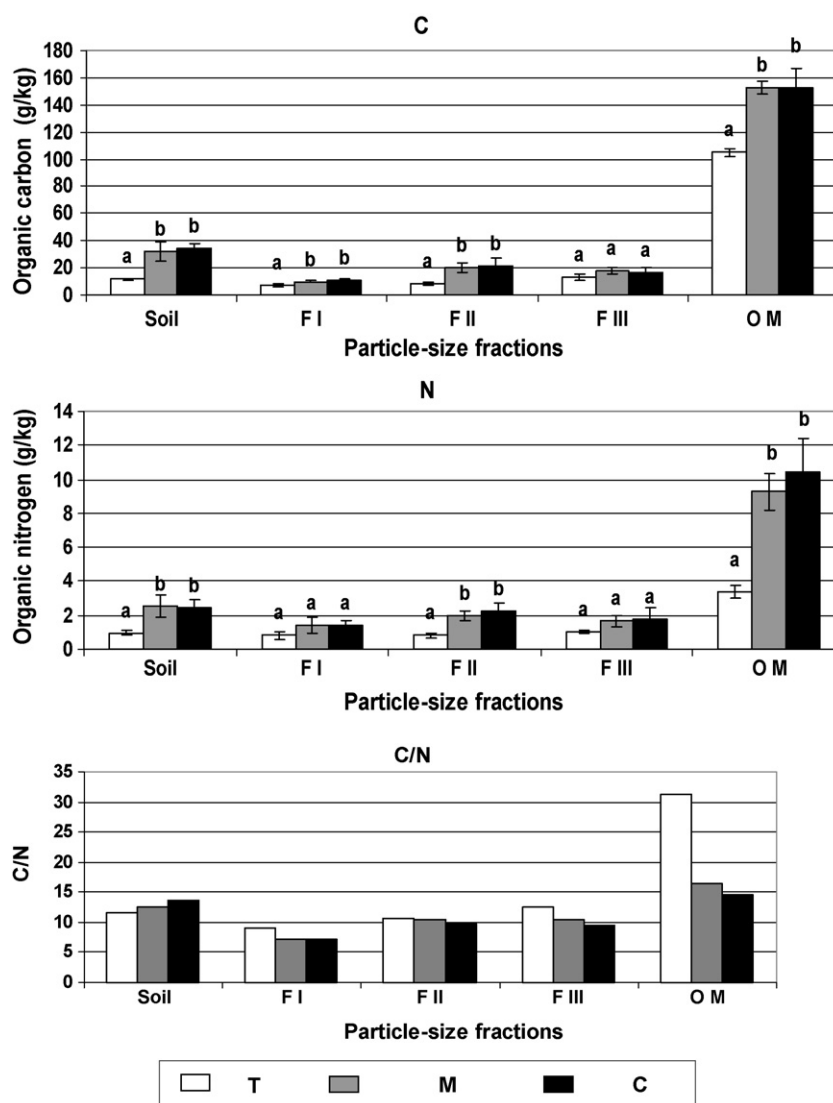 C
Organic carbon (g/kg)
180
160
140
120
100
80
60
40
20
0
a b b
a b b
a b b
a a a
a b b
Soil F I F II F III O M
Particle-size fractions
N
Organic nitrogen (g/kg)
14
12
10
8
6
4
2
0
a b b
a a a
a b b
a a a
a b b
Soil F I F II F III O M
Particle-size fractions
C/N
C/N
35
30
25
20
15
10
5
0
Soil F I F II F III O M
Particle-size fractions
T M C